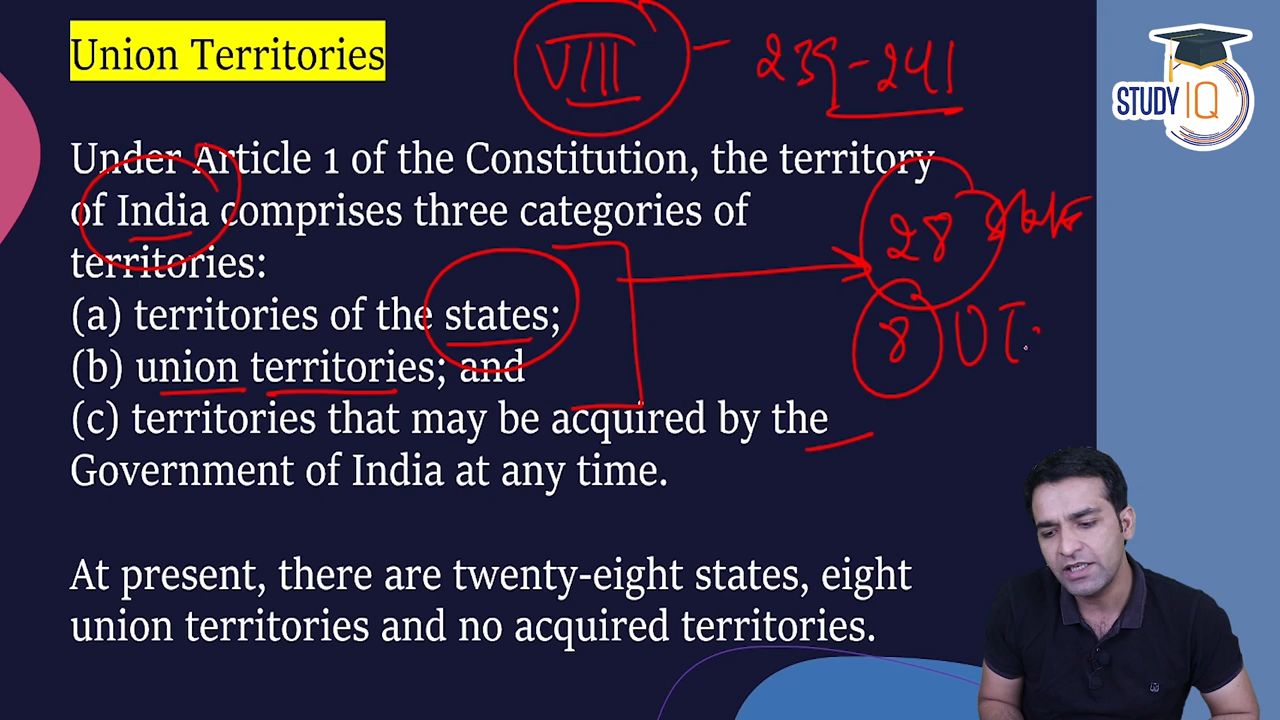 Union Territories
VIII - 239-241
STUDY IQ
Under Article 1 of the Constitution, the territory
of India comprises three categories of
territories:
28 state
(a) territories of the states;
8 UT
(b) union territories; and
(c) territories that may be acquired by the
Government of India at any time.
At present, there are twenty-eight states, eight
union territories and no acquired territories.